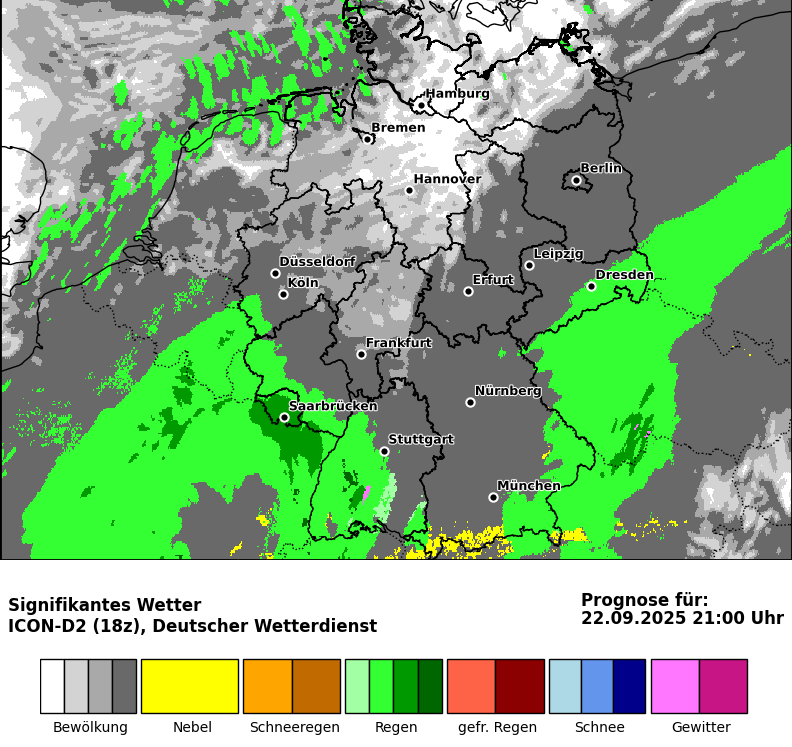 Hamburg
Bremen
Berlin
Hannover
Leipzig
Düsseldorf
Dresden
Köln
Erfurt
Frankfurt
Nürnberg
Saarbrücken
Stuttgart
München
Signifikantes Wetter
ICON-D2 (18z), Deutscher Wetterdienst
Prognose für:
22.09.2025 21:00 Uhr
Bewölkung Nebel Schneeregen Regen gefr. Regen Schnee Gewitter